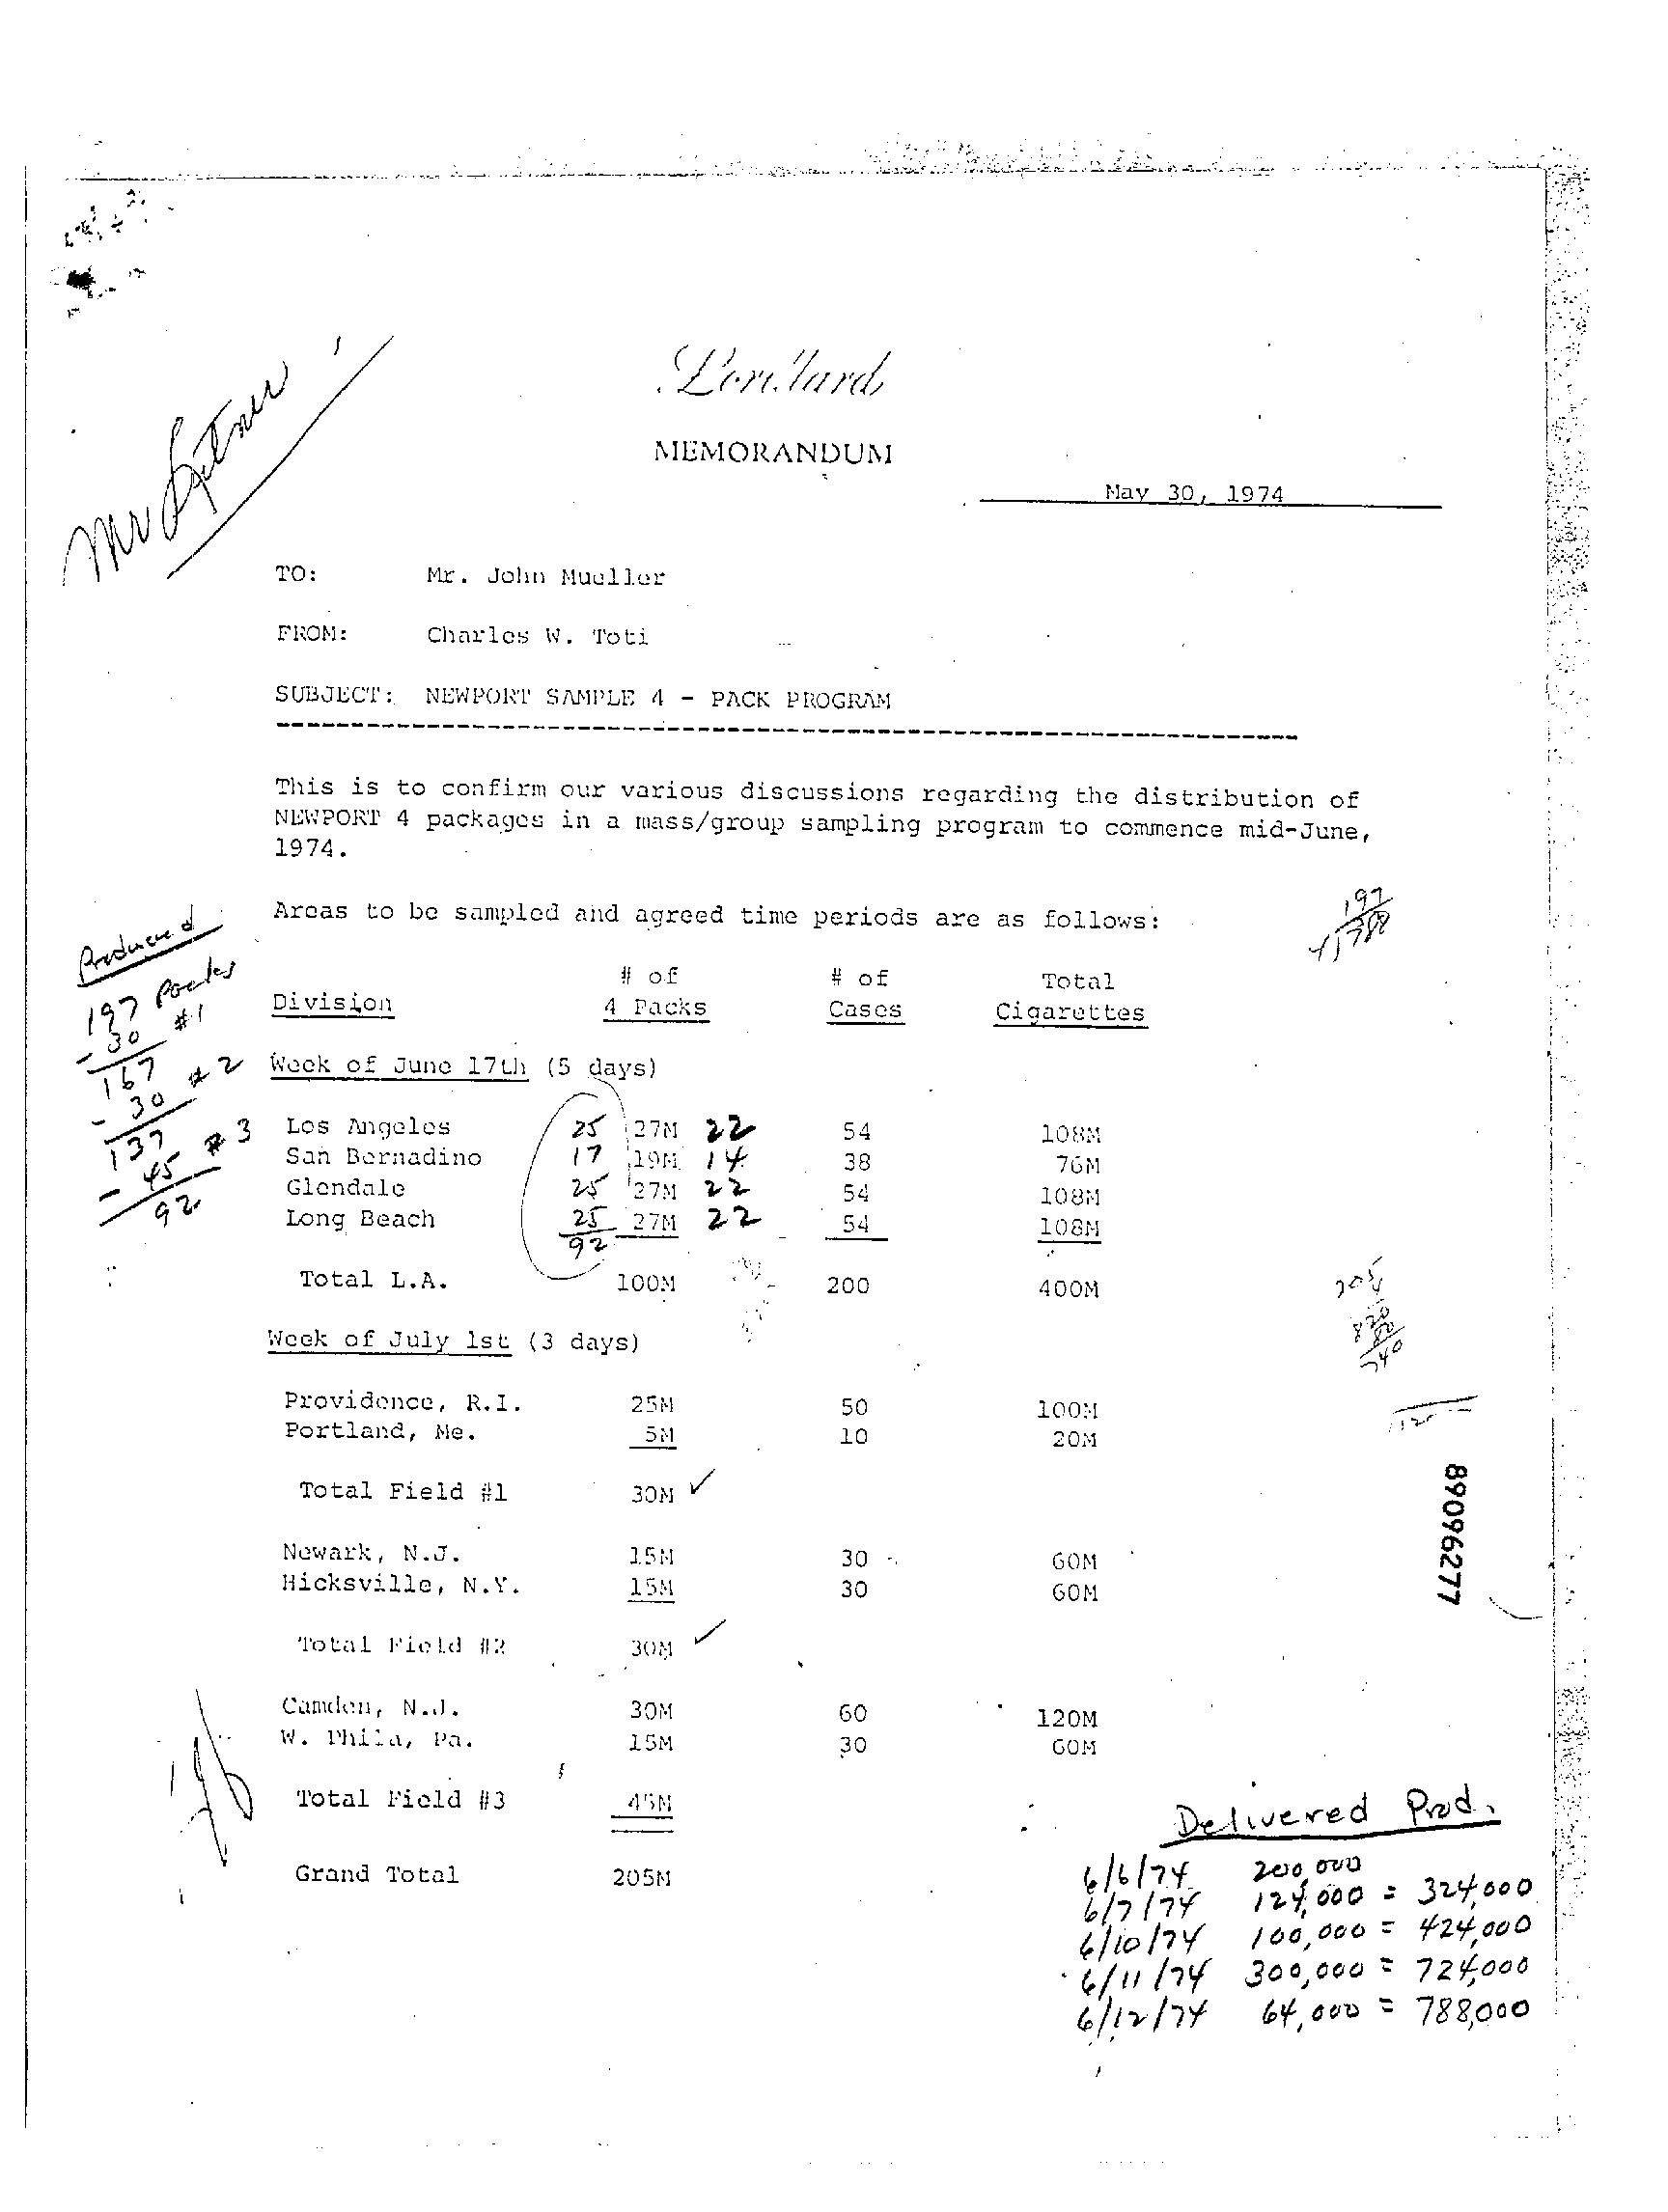 Lorillard
MEMORANDUM
May 30, 1974
TO: Mr. John Mueller
FROM: Charles W. Toti
SUBJECT: NEWPORT SAMPLE 4 - PACK PROGRAM
This is to confirm our various discussions regarding the distribution of
NEWPORT 4 packages in a mass/group sampling program to commence mid-June,
1974.
Areas to be sampled and agreed time periods are as follows:
197
4)788
Produced
197 Packs
- 30 #1
167
- 30 #2
137
- 45 #3
92
# of # of Total
Division 4 Packs Cases Cigarettes
Week of June 17th (5 days)
Los Angeles 25 27M 22 54 108M
San Bernadino 17 19M 14 38 76M
Glendale 25 27M 22 54 108M
Long Beach 25 27M 22 54 108M
92
Total L.A. 100M 200 400M
205
820
Week of July 1st (3 days)
Providence, R.I. 25M 50 100M
Portland, Me. 5M 10 20M
Total Field #1 30M ✓
Newark, N.J. 15M 30 60M
Hicksville, N.Y. 15M 30 60M
Total Field #2 30M ✓
Camden, N.J. 30M 60 120M
W. Phila, Pa. 15M 30 60M
Total Field #3 45M
Grand Total 205M
89096277
Delivered Prod.
6/6/74 200,000
6/7/74 124,000 = 324,000
6/10/74 100,000 = 424,000
6/11/74 300,000 = 724,000
6/12/74 64,000 = 788,000